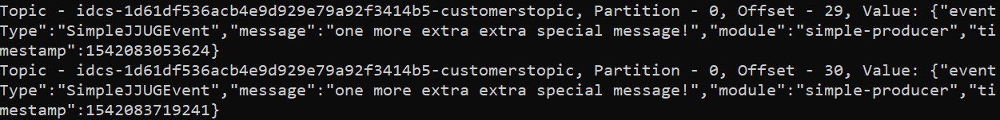 Topic - idcs-1d61df536acb4e9d929e79a92f3414b5-customerstopic, Partition - 0, Offset - 29, Value: {"event
Type":"SimpleJJUGEvent","message":"one more extra extra special message!","module":"simple-producer","ti
mestamp":1542083053624}
Topic - idcs-1d61df536acb4e9d929e79a92f3414b5-customerstopic, Partition - 0, Offset - 30, Value: {"event
Type":"SimpleJJUGEvent","message":"one more extra extra special message!","module":"simple-producer","ti
mestamp":1542083719241}